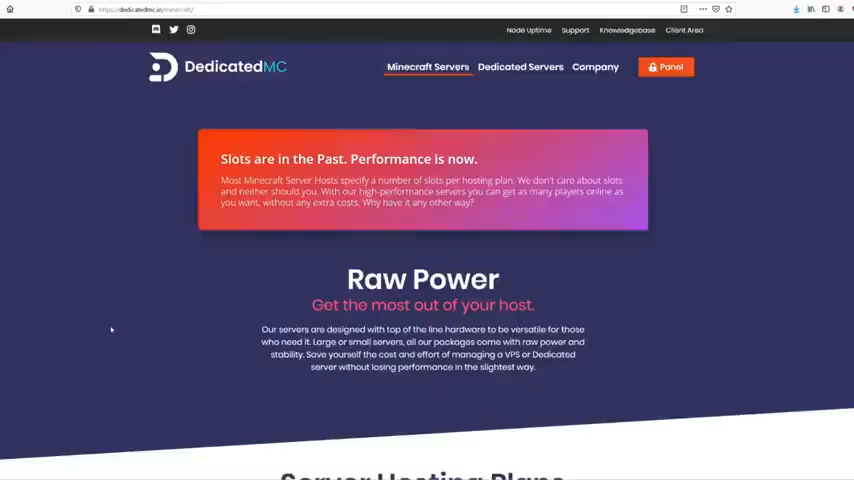 https://dedicatedmc.io/minecraft/
Node Uptime Support Knowledgebase Client Area
DedicatedMC
Minecraft Servers Dedicated Servers Company Panel
Slots are in the Past. Performance is now.
Most Minecraft Server Hosts specify a number of slots per hosting plan. We don't care about slots
and neither should you. With our high-performance servers you can get as many players online as
you want, without any extra costs. Why have it any other way?
Raw Power
Get the most out of your host.
Our servers are designed with top of the line hardware to be versatile for those
who need it. Large or small servers, all our packages come with raw power and
stability. Save yourself the cost and effort of managing a VPS or Dedicated
server without losing performance in the slightest way.
Server Hosting Plans